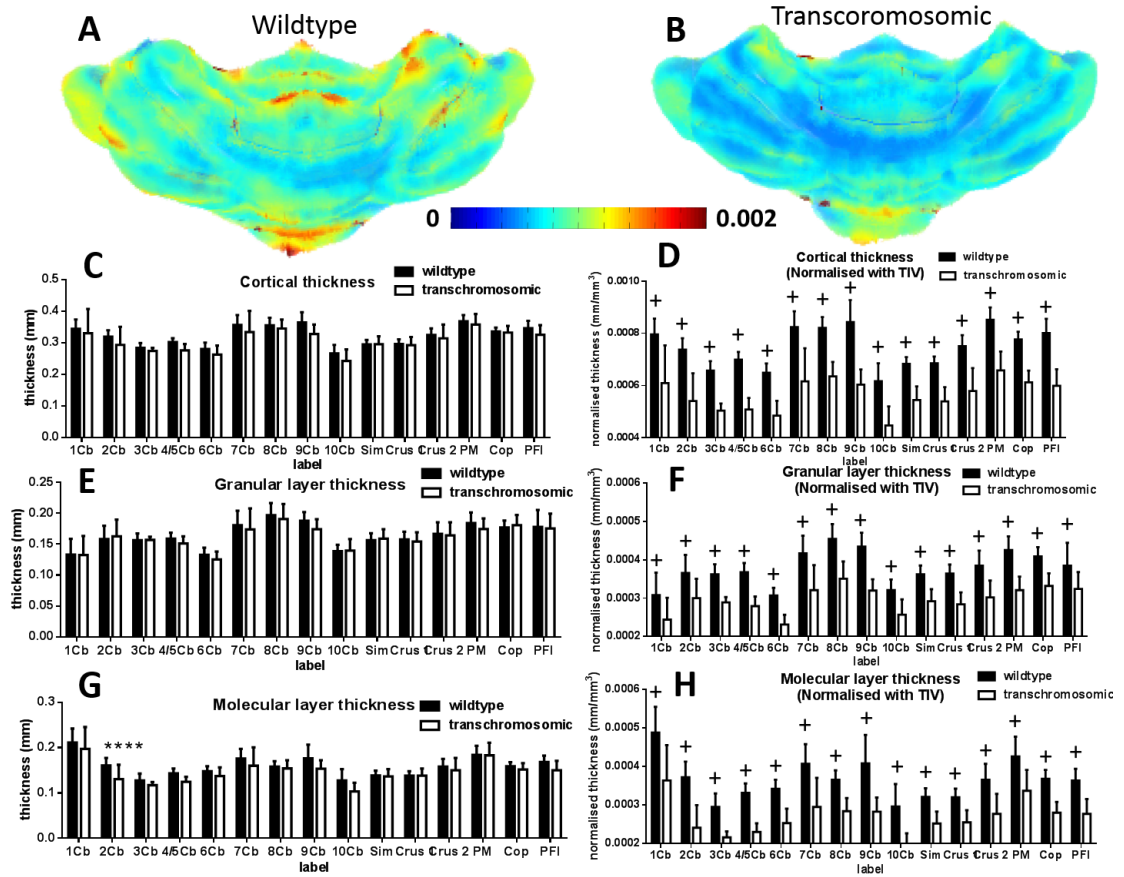 A
Wildtype
B
Transcoromosomic
0
0.002
C
Cortical thickness
wildtype
transchromosomic
thickness (mm)
0.5
0.4
0.3
0.2
0.1
0.0
1Cb 2Cb 3Cb 4/5Cb 6Cb 7Cb 8Cb 9Cb 10Cb Sim Crus 1 Crus 2 PM Cop PFl
label
D
Cortical thickness
(Normalised with TIV)
wildtype
transchromosomic
normalised thickness (mm/mm³)
0.0010
0.0008
0.0006
0.0004
+ + + + + + + + + + + + + + +
1Cb 2Cb 3Cb 4/5Cb 6Cb 7Cb 8Cb 9Cb 10Cb Sim Crus 1 Crus 2 PM Cop PFl
label
E
Granular layer thickness
wildtype
transchromosomic
thickness (mm)
0.25
0.20
0.15
0.10
0.05
0.00
1Cb 2Cb 3Cb 4/5Cb 6Cb 7Cb 8Cb 9Cb 10Cb Sim Crus 1 Crus 2 PM Cop PFl
label
F
Granular layer thickness
(Normalised with TIV)
wildtype
transchromosomic
normalised thickness (mm/mm³)
0.0006
0.0005
0.0004
0.0003
0.0002
+ + + + + + + + + + + + + + +
1Cb 2Cb 3Cb 4/5Cb 6Cb 7Cb 8Cb 9Cb 10Cb Sim Crus 1 Crus 2 PM Cop PFl
label
G
Molecular layer thickness
wildtype
transchromosomic
thickness (mm)
0.3
0.2
0.1
0.0
****
1Cb 2Cb 3Cb 4/5Cb 6Cb 7Cb 8Cb 9Cb 10Cb Sim Crus 1 Crus 2 PM Cop PFl
label
H
Molecular layer thickness
(Normalised with TIV)
wildtype
transchromosomic
normalised thickness (mm/mm³)
0.0006
0.0005
0.0004
0.0003
0.0002
+ + + + + + + + + + + + + + +
1Cb 2Cb 3Cb 4/5Cb 6Cb 7Cb 8Cb 9Cb 10Cb Sim Crus 1 Crus 2 PM Cop PFl
label